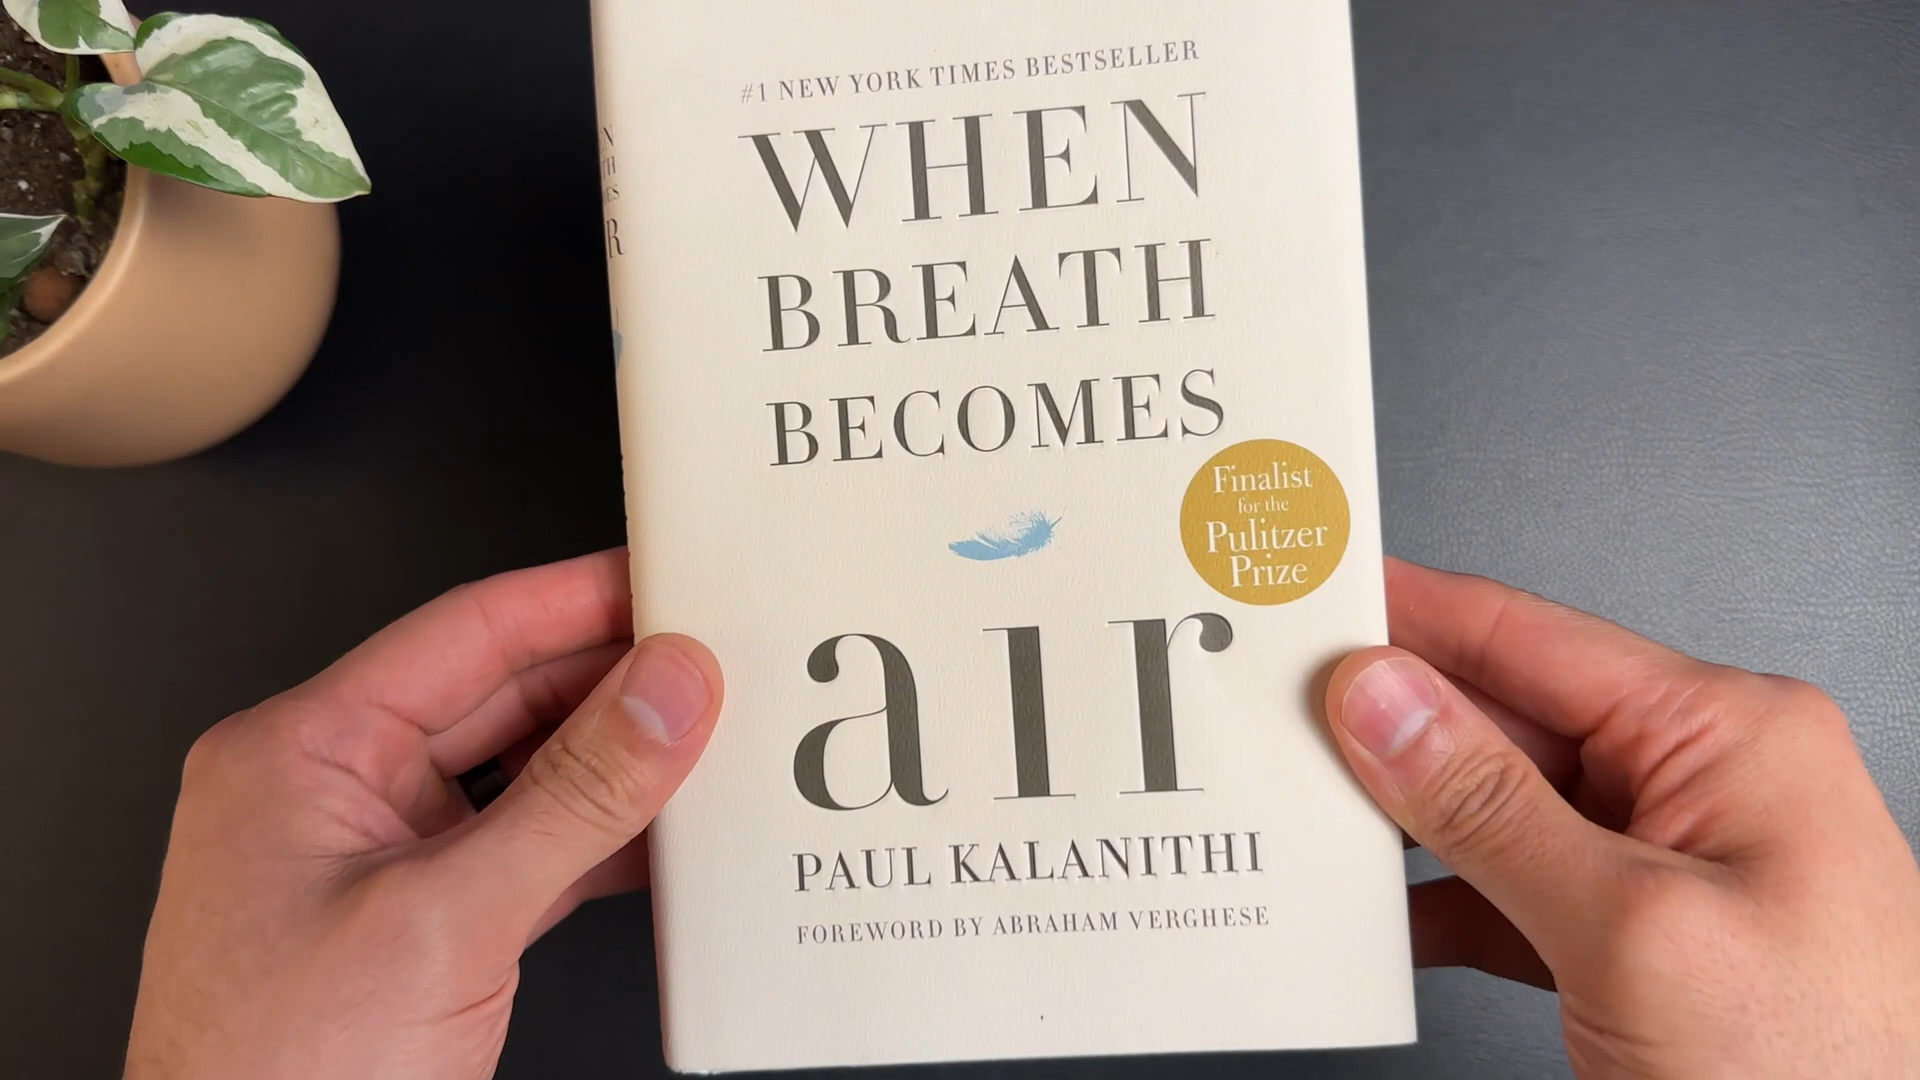 #1 NEW YORK TIMES BESTSELLER
WHEN
BREATH
BECOMES
air
PAUL KALANITHI
FOREWORD BY ABRAHAM VERGHESE
Finalist
for the
Pulitzer
Prize